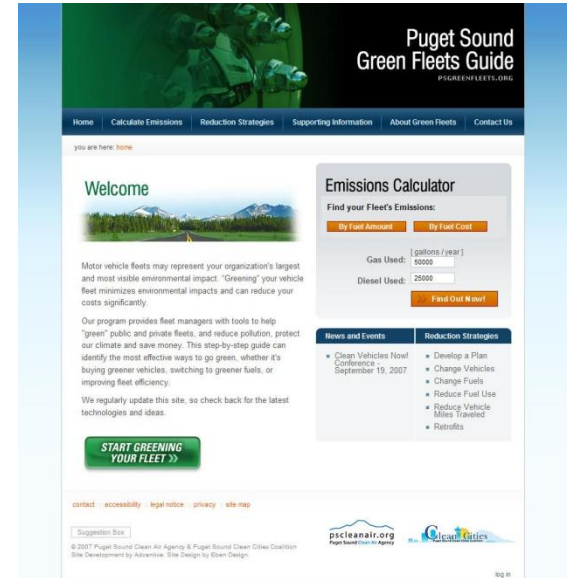 Puget Sound
Green Fleets Guide
PSGREENFLEETS.ORG
Home
Calculate Emissions
Reduction Strategies
Supporting Information
About Green Fleets
Contact Us
you are here: home
Welcome
Motor vehicle fleets may represent your organization's largest
and most visible environmental impact. "Greening" your vehicle
fleet minimizes environmental impacts and can reduce your
costs significantly.
Our program provides fleet managers with tools to help
"green" public and private fleets, and reduce pollution, protect
our climate and save money. This step-by-step guide can
identify the most effective ways to go green, whether it's
buying greener vehicles, switching to greener fuels, or
improving fleet efficiency.
We regularly update this site, so check back for the latest
technologies and ideas.
START GREENING
YOUR FLEET »
Emissions Calculator
Find your Fleet's Emissions:
By Fuel Amount
By Fuel Cost
[ gallons / year ]
Gas Used: 50000
Diesel Used: 25000
» Find Out Now!
News and Events
Clean Vehicles Now!
Conference -
September 19, 2007
Reduction Strategies
Develop a Plan
Change Vehicles
Change Fuels
Reduce Fuel Use
Reduce Vehicle
Miles Traveled
Retrofits
contact accessibility legal notice privacy site map
Suggestion Box
© 2007 Puget Sound Clean Air Agency & Puget Sound Clean Cities Coalition
Site Development by Adventive. Site Design by Eben Design.
pscleanair.org
Puget Sound Clean Air Agency
Clean Cities
log in